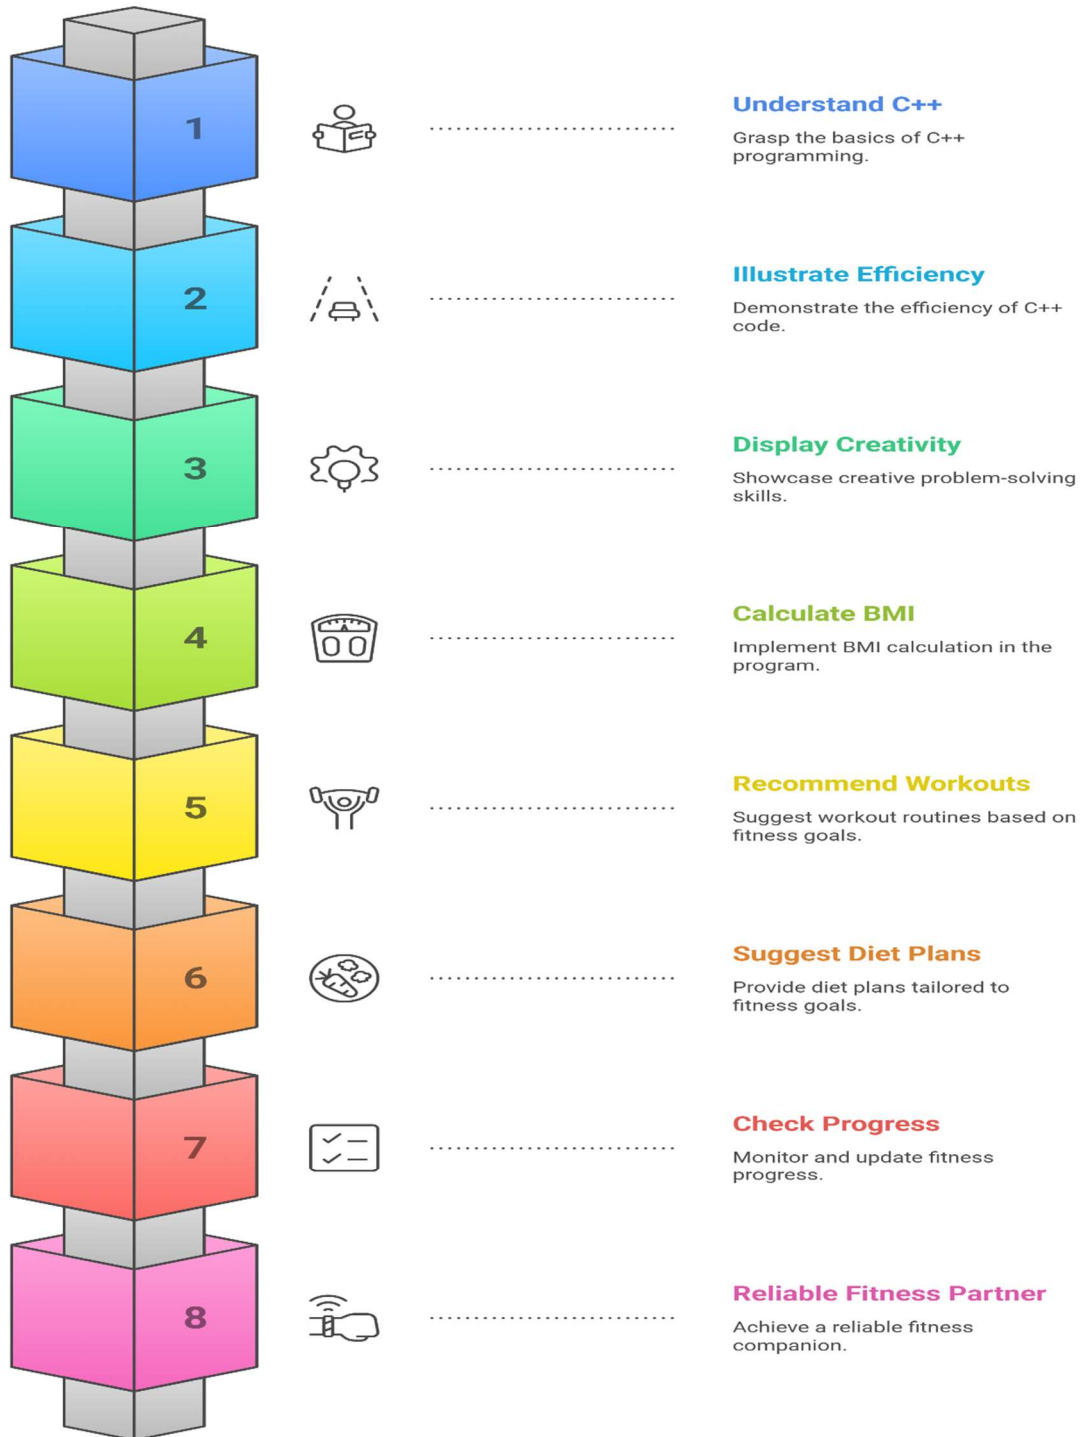 1
Understand C++
Grasp the basics of C++
programming.
2
Illustrate Efficiency
Demonstrate the efficiency of C++
code.
3
Display Creativity
Showcase creative problem-solving
skills.
4
Calculate BMI
Implement BMI calculation in the
program.
5
Recommend Workouts
Suggest workout routines based on
fitness goals.
6
Suggest Diet Plans
Provide diet plans tailored to
fitness goals.
7
Check Progress
Monitor and update fitness
progress.
8
Reliable Fitness Partner
Achieve a reliable fitness
companion.